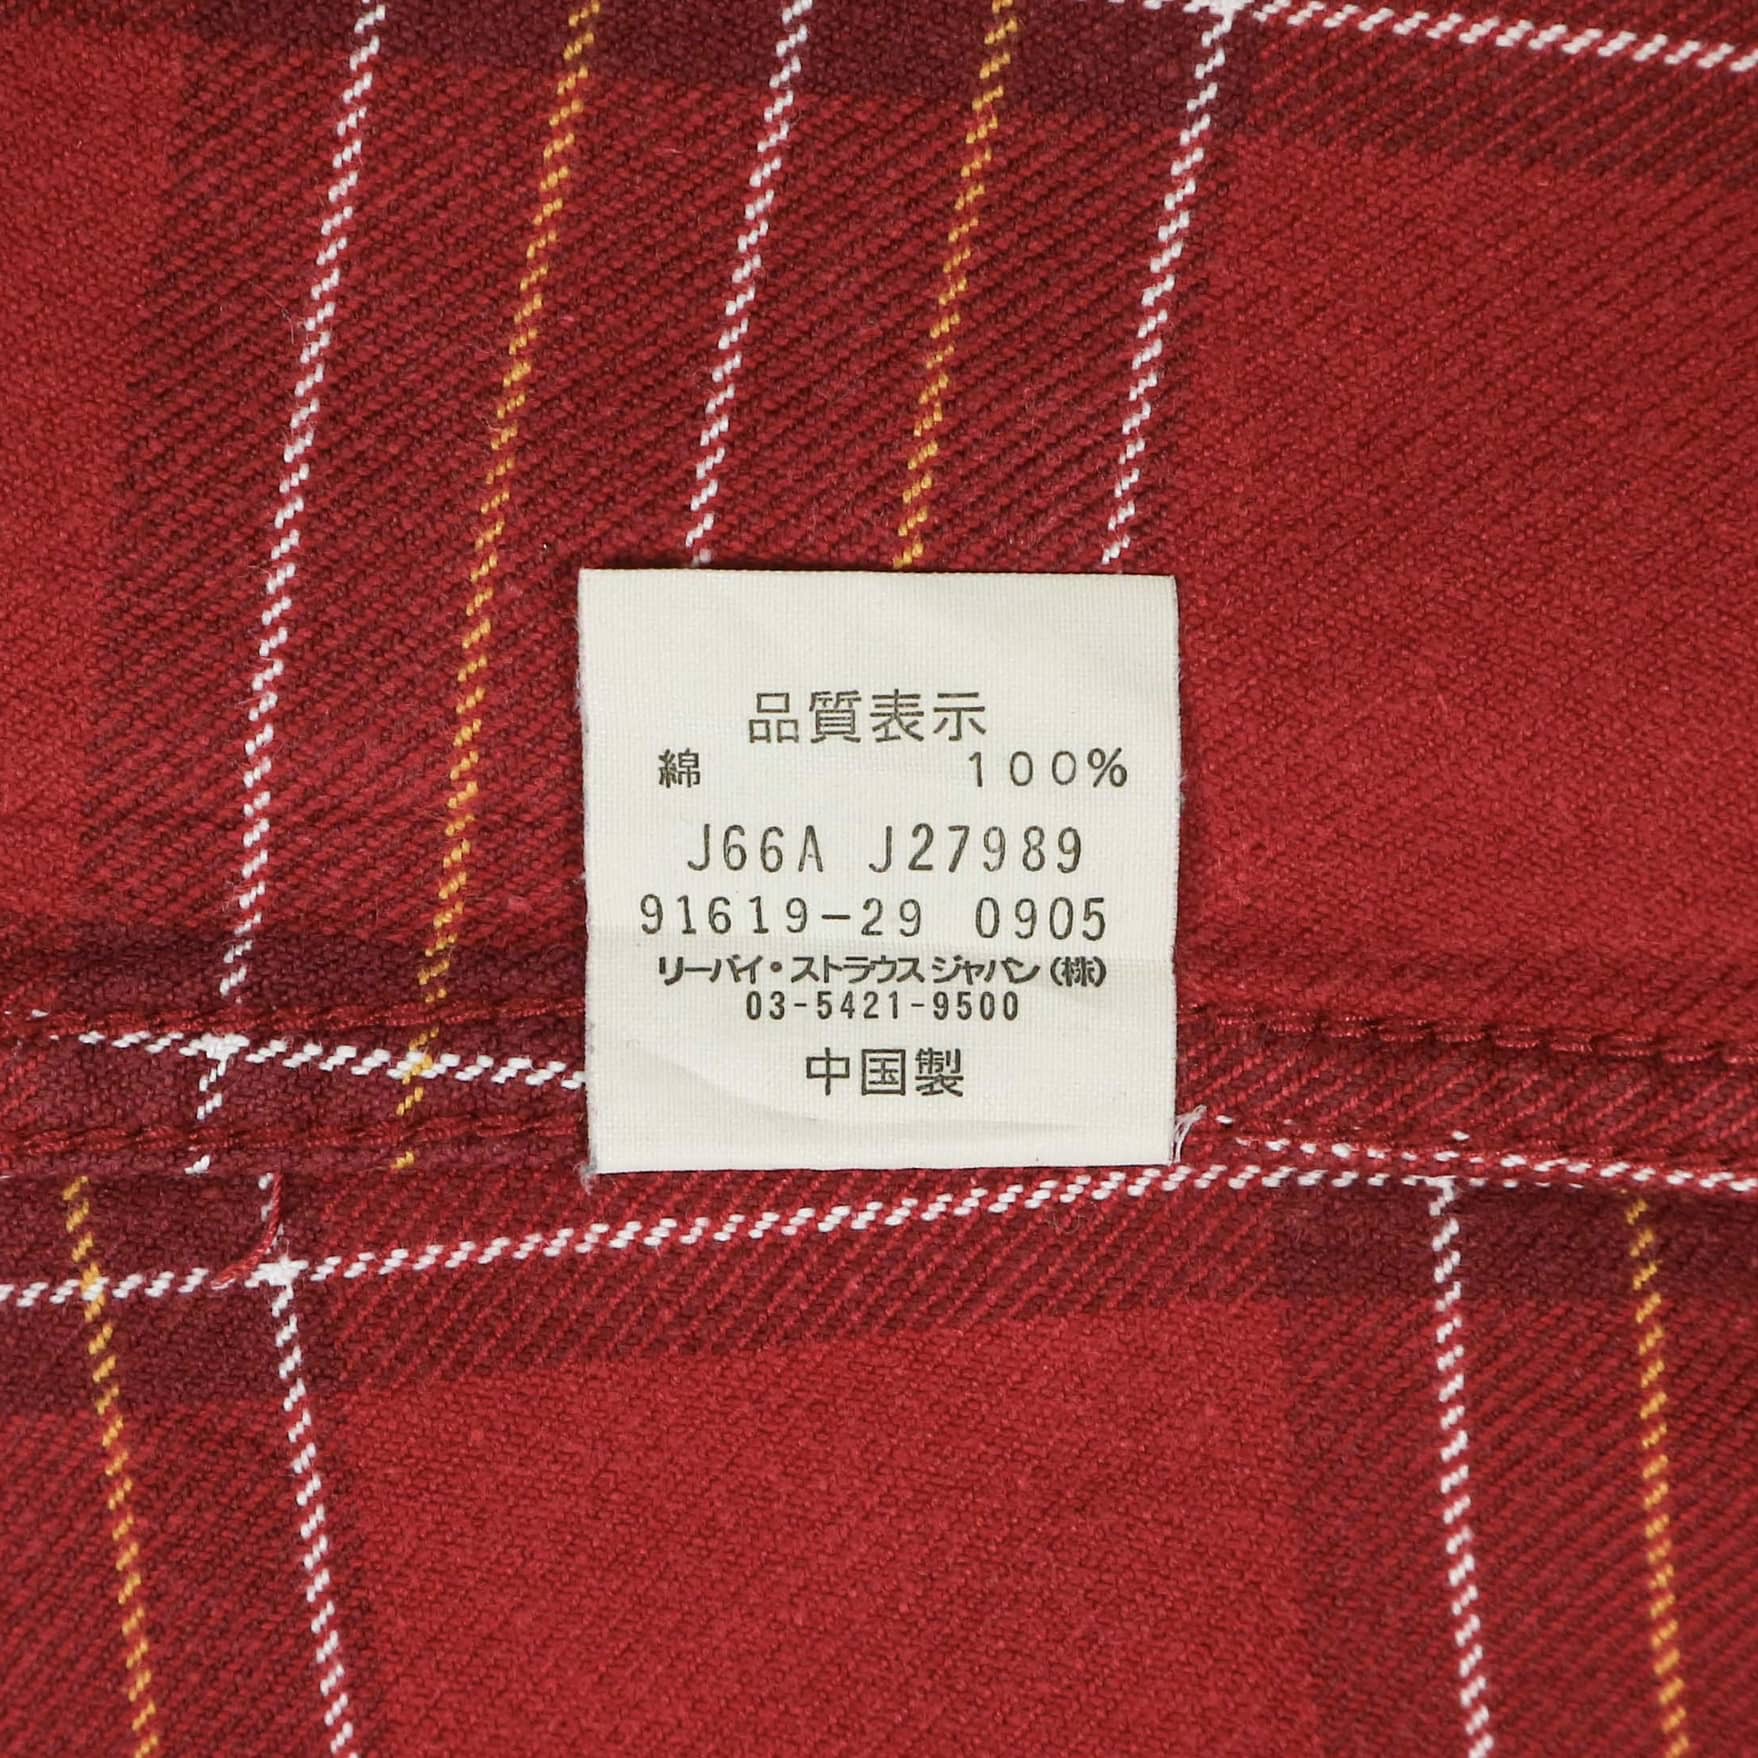 品質表示
綿 100%
J66A J27989
91619-29 0905
リーバイ・ストラウス ジャパン(株)
03-5421-9500
中国製